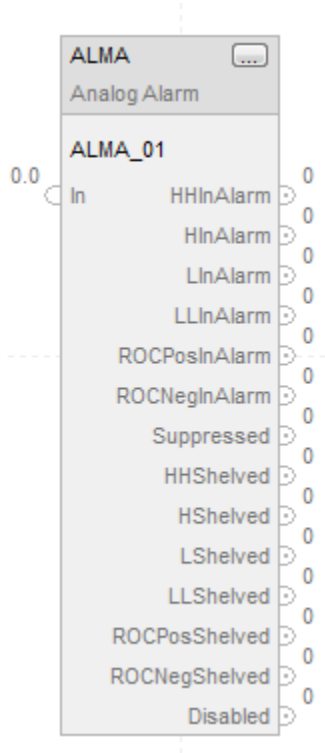 ALMA ...
Analog Alarm
ALMA_01
0.0 In HHInAlarm 0
HInAlarm 0
LInAlarm 0
LLInAlarm 0
ROCPosInAlarm 0
ROCNegInAlarm 0
Suppressed 0
HHShelved 0
HShelved 0
LShelved 0
LLShelved 0
ROCPosShelved 0
ROCNegShelved 0
Disabled 0